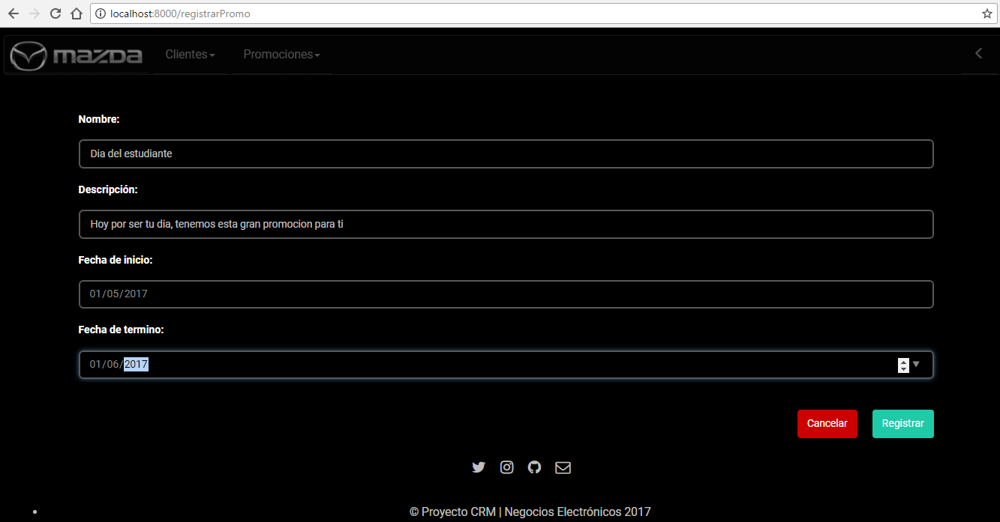 localhost:8000/registrarPromo
mazda Clientes Promociones
Nombre:
Dia del estudiante
Descripción:
Hoy por ser tu dia, tenemos esta gran promocion para ti
Fecha de inicio:
01/05/2017
Fecha de termino:
01/06/2017
Cancelar Registrar
© Proyecto CRM | Negocios Electrónicos 2017